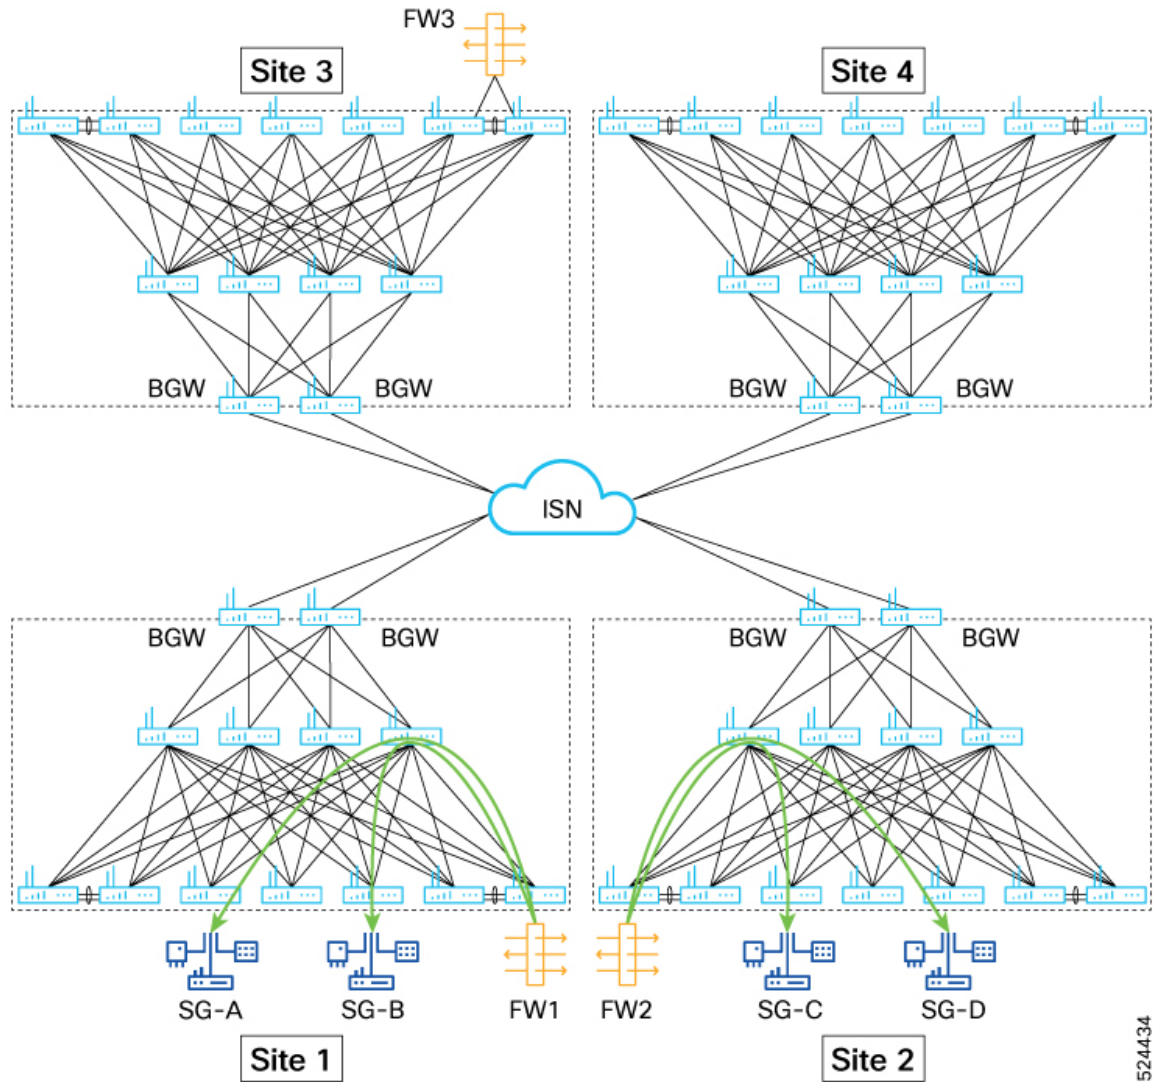 FW3
Site 3
Site 4
BGW
BGW
BGW
BGW
ISN
BGW
BGW
BGW
BGW
SG-A
SG-B
FW1
FW2
SG-C
SG-D
Site 1
Site 2
524434